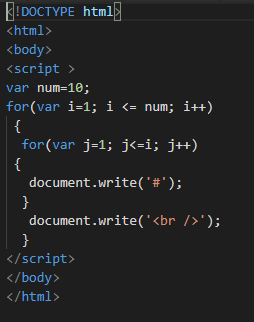 <!DOCTYPE html>
<html>
<body>
<script >
var num=10;
for(var i=1; i <= num; i++)
{
for(var j=1; j<=i; j++)
{
document.write('#');
}
document.write('<br />');
}
</script>
</body>
</html>